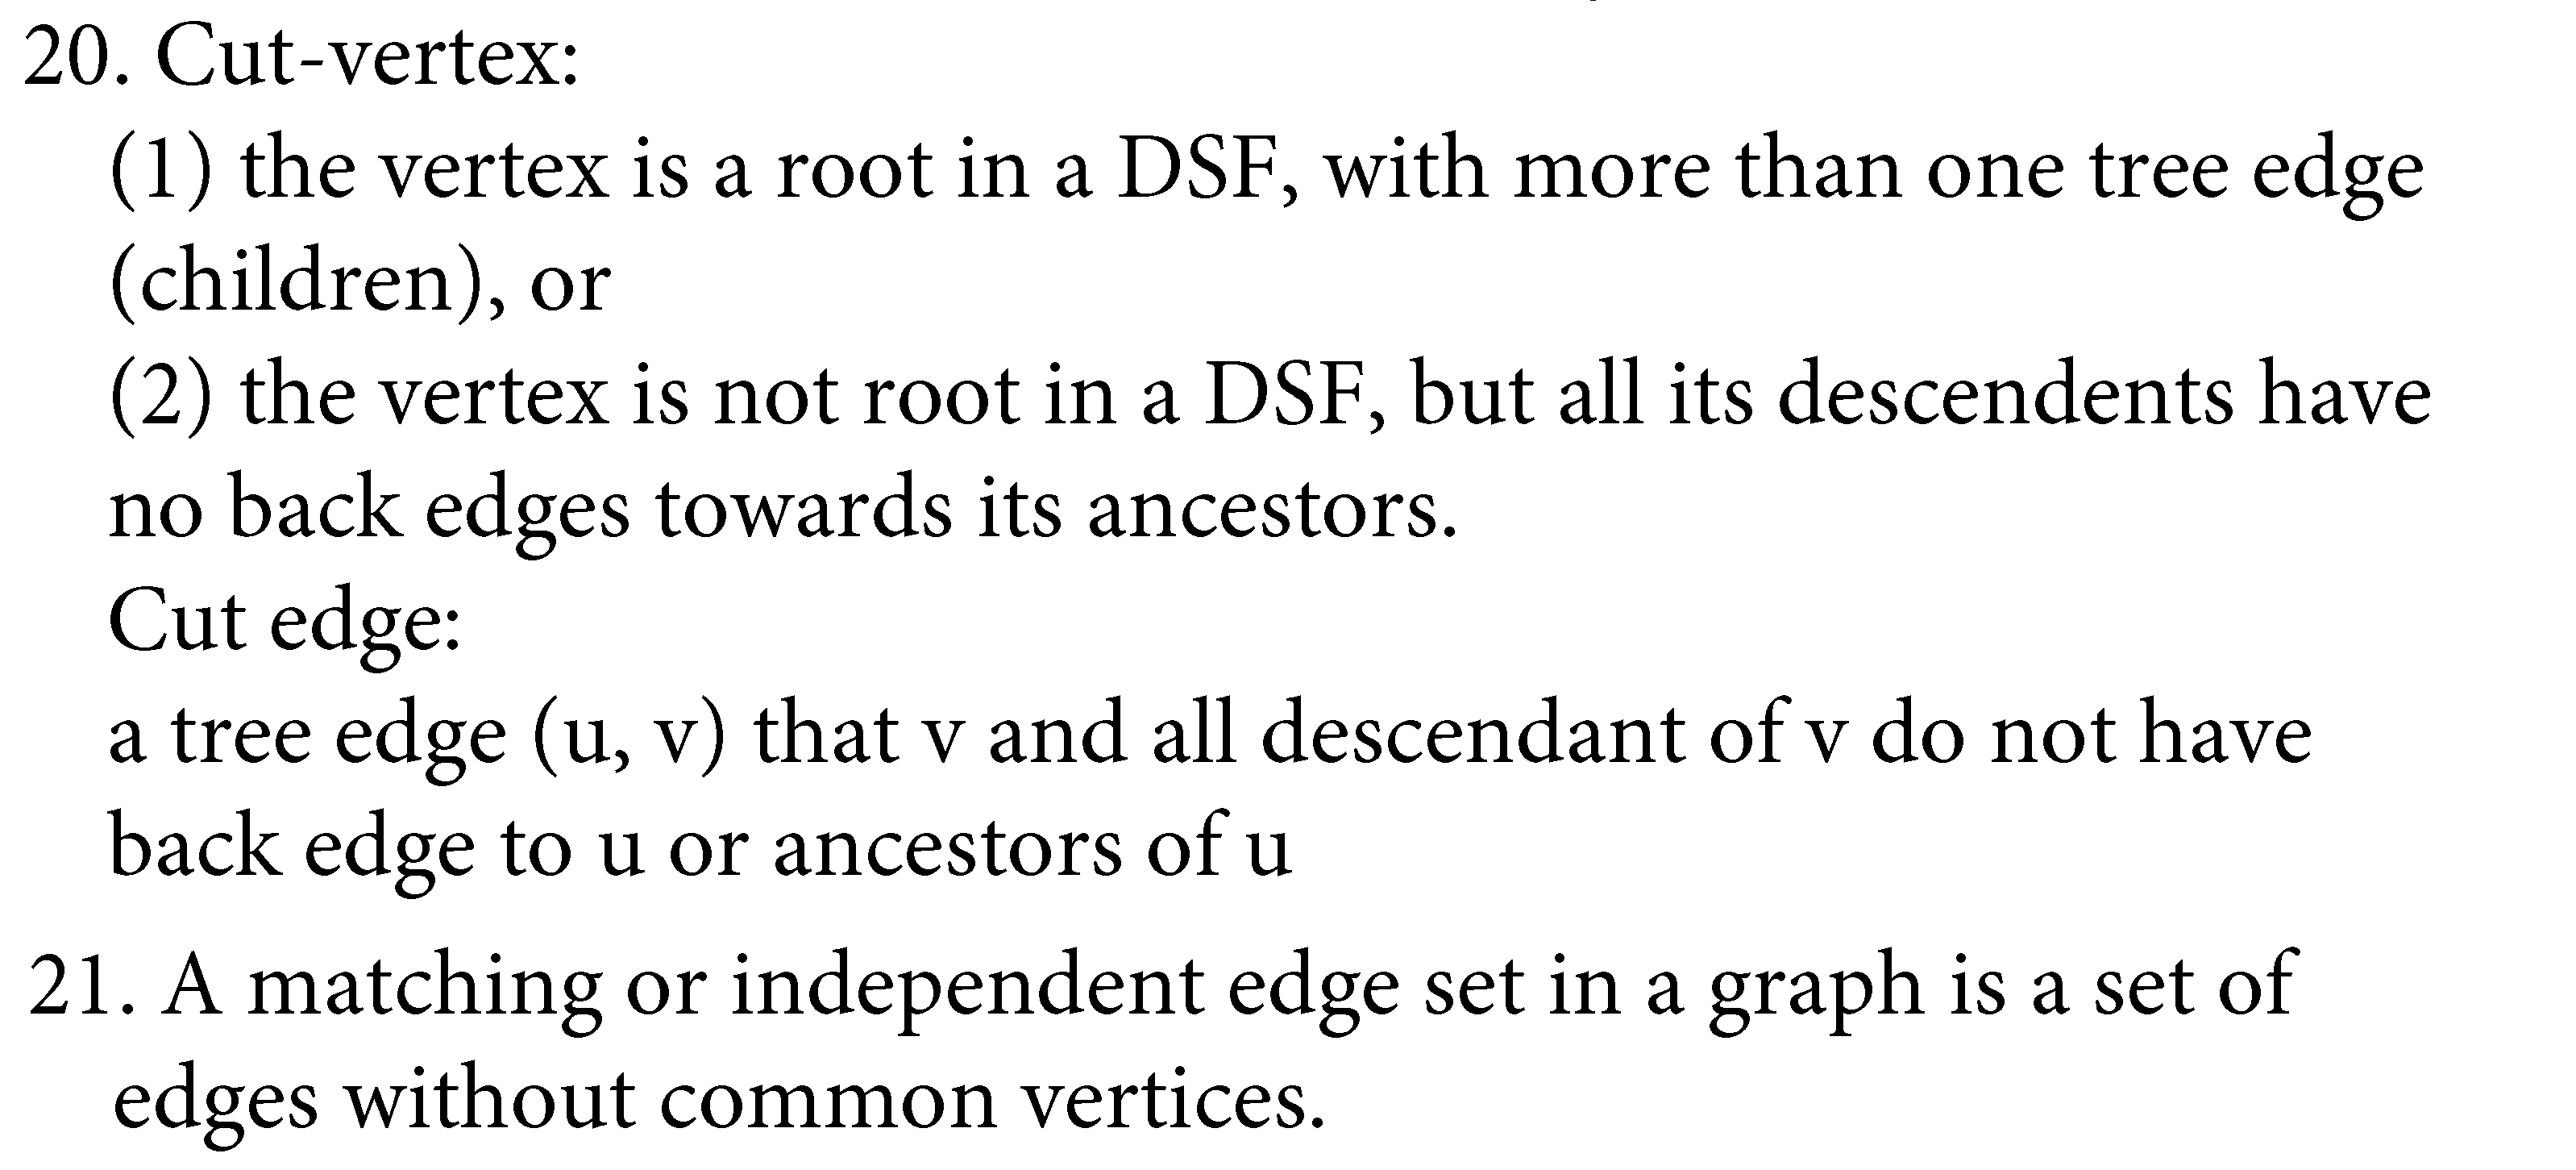 20. Cut-vertex:
(1) the vertex is a root in a DSF, with more than one tree edge
(children), or
(2) the vertex is not root in a DSF, but all its descendents have
no back edges towards its ancestors.
Cut edge:
a tree edge (u, v) that v and all descendant of v do not have
back edge to u or ancestors of u
21. A matching or independent edge set in a graph is a set of
edges without common vertices.